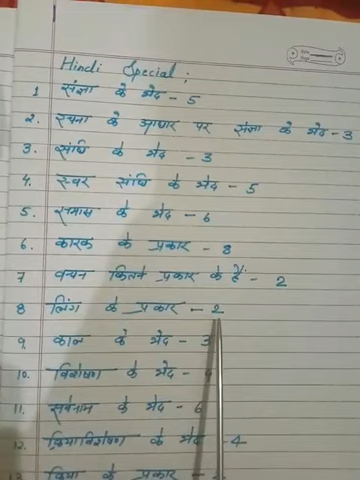 Hindi Special :
1 संज्ञा के भेद - 5
2. रचना के आधार पर संज्ञा के भेद - 3
3. संधि के भेद - 3
4. स्वर संधि के भेद - 5
5. समास के भेद - 6
6. कारक के प्रकार - 8
7 वचन कितने प्रकार के हैं - 2
8 लिंग के प्रकार - 2
9. काल के भेद - 3
10. विशेषण के भेद -
11. सर्वनाम के भेद - 6
12. क्रियाविशेषण के भेद - 4
13 क्रिया के प्रकार -